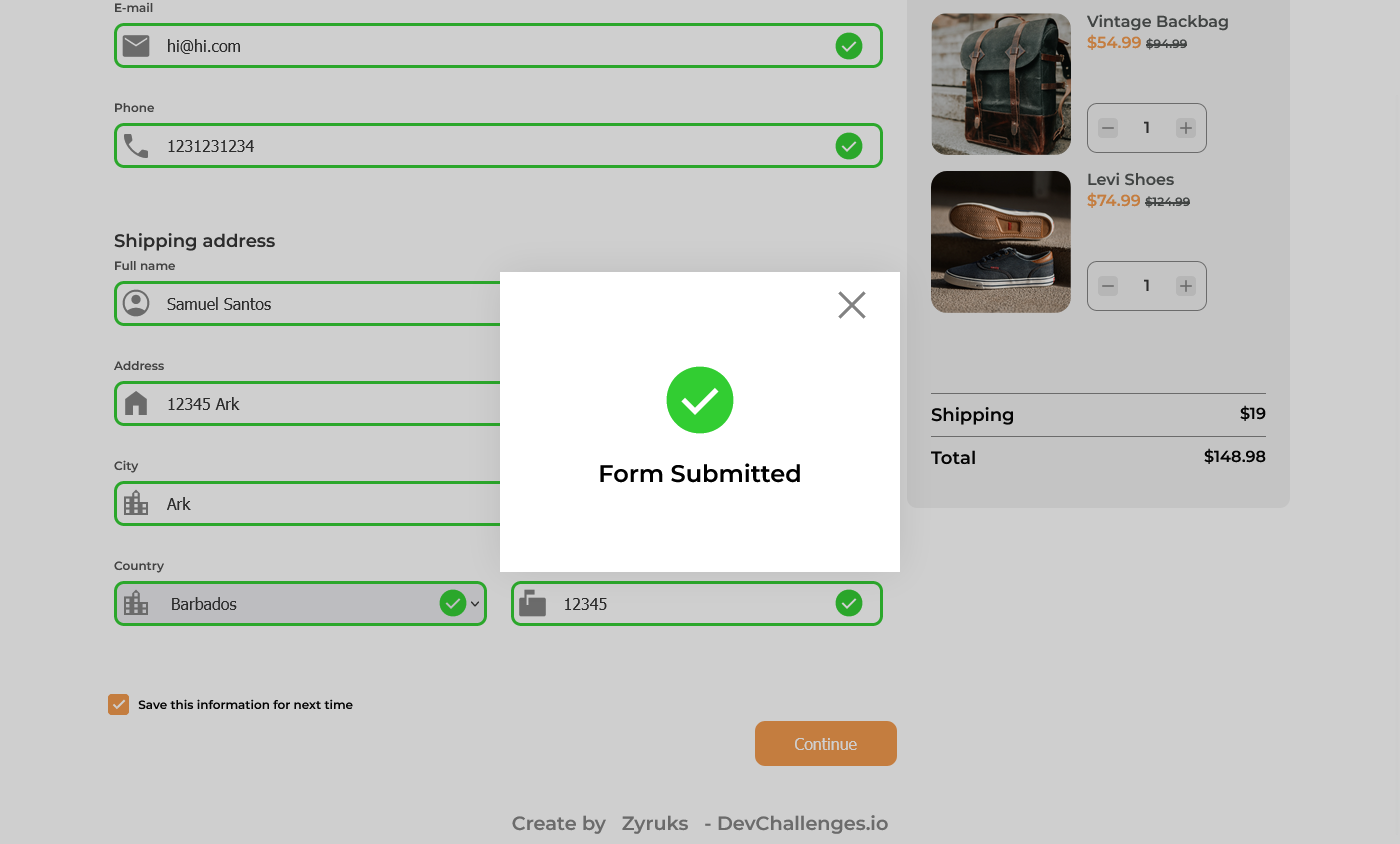 E-mail
hi@hi.com
Phone
1231231234
Shipping address
Full name
Samuel Santos
Address
12345 Ark
City
Ark
Country
Barbados
12345
Save this information for next time
Continue
Vintage Backbag
$54.99 $94.99
1
Levi Shoes
$74.99 $124.99
1
Shipping $19
Total $148.98
Form Submitted
Create by Zyruks - DevChallenges.io